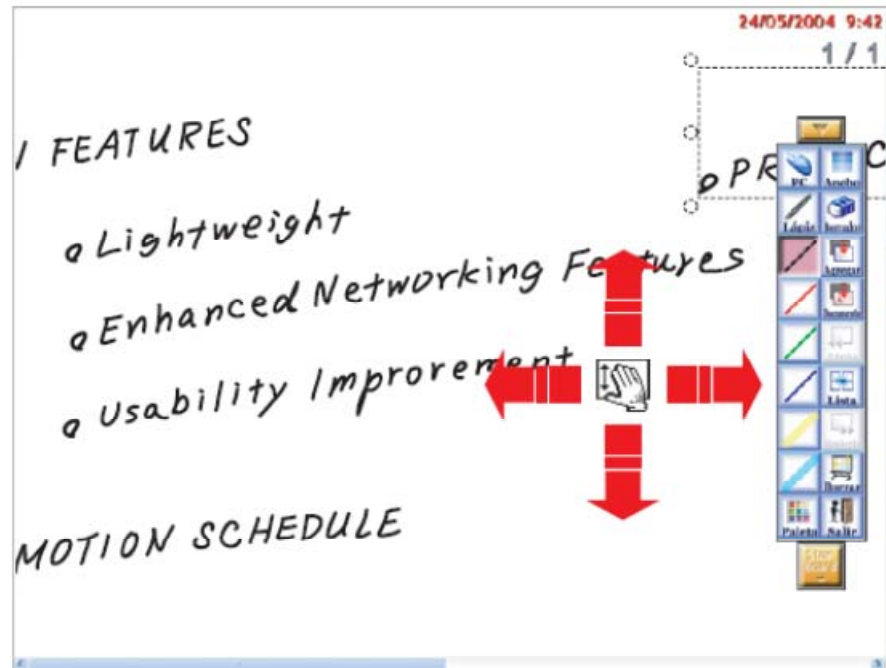 24/05/2004 9:42
1 / 1
FEATURES
PR
Lightweight
Enhanced Networking Features
Usability Improrement
MOTION SCHEDULE
PC Ancho
Lápiz
Agregar
Lista
Borrar
Paleta Salir